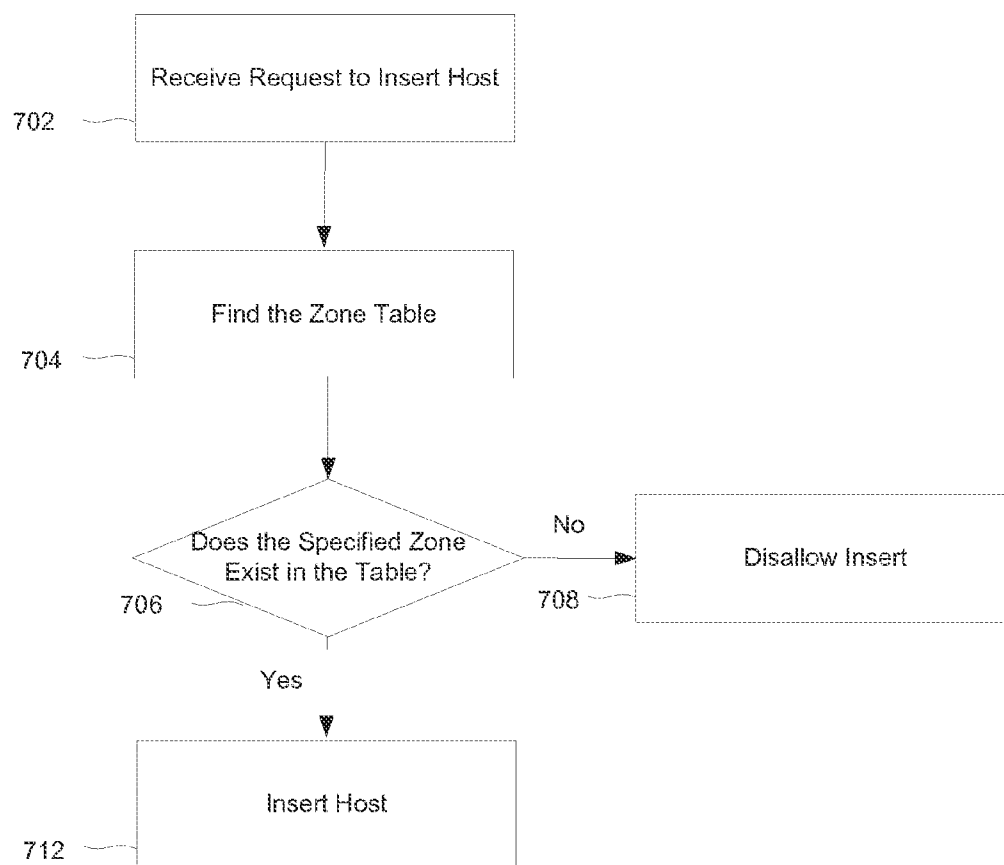 Receive Request to Insert Host
702
Find the Zone Table
704
Does the Specified Zone
Exist in the Table?
706
No
Disallow Insert
708
Yes
Insert Host
712